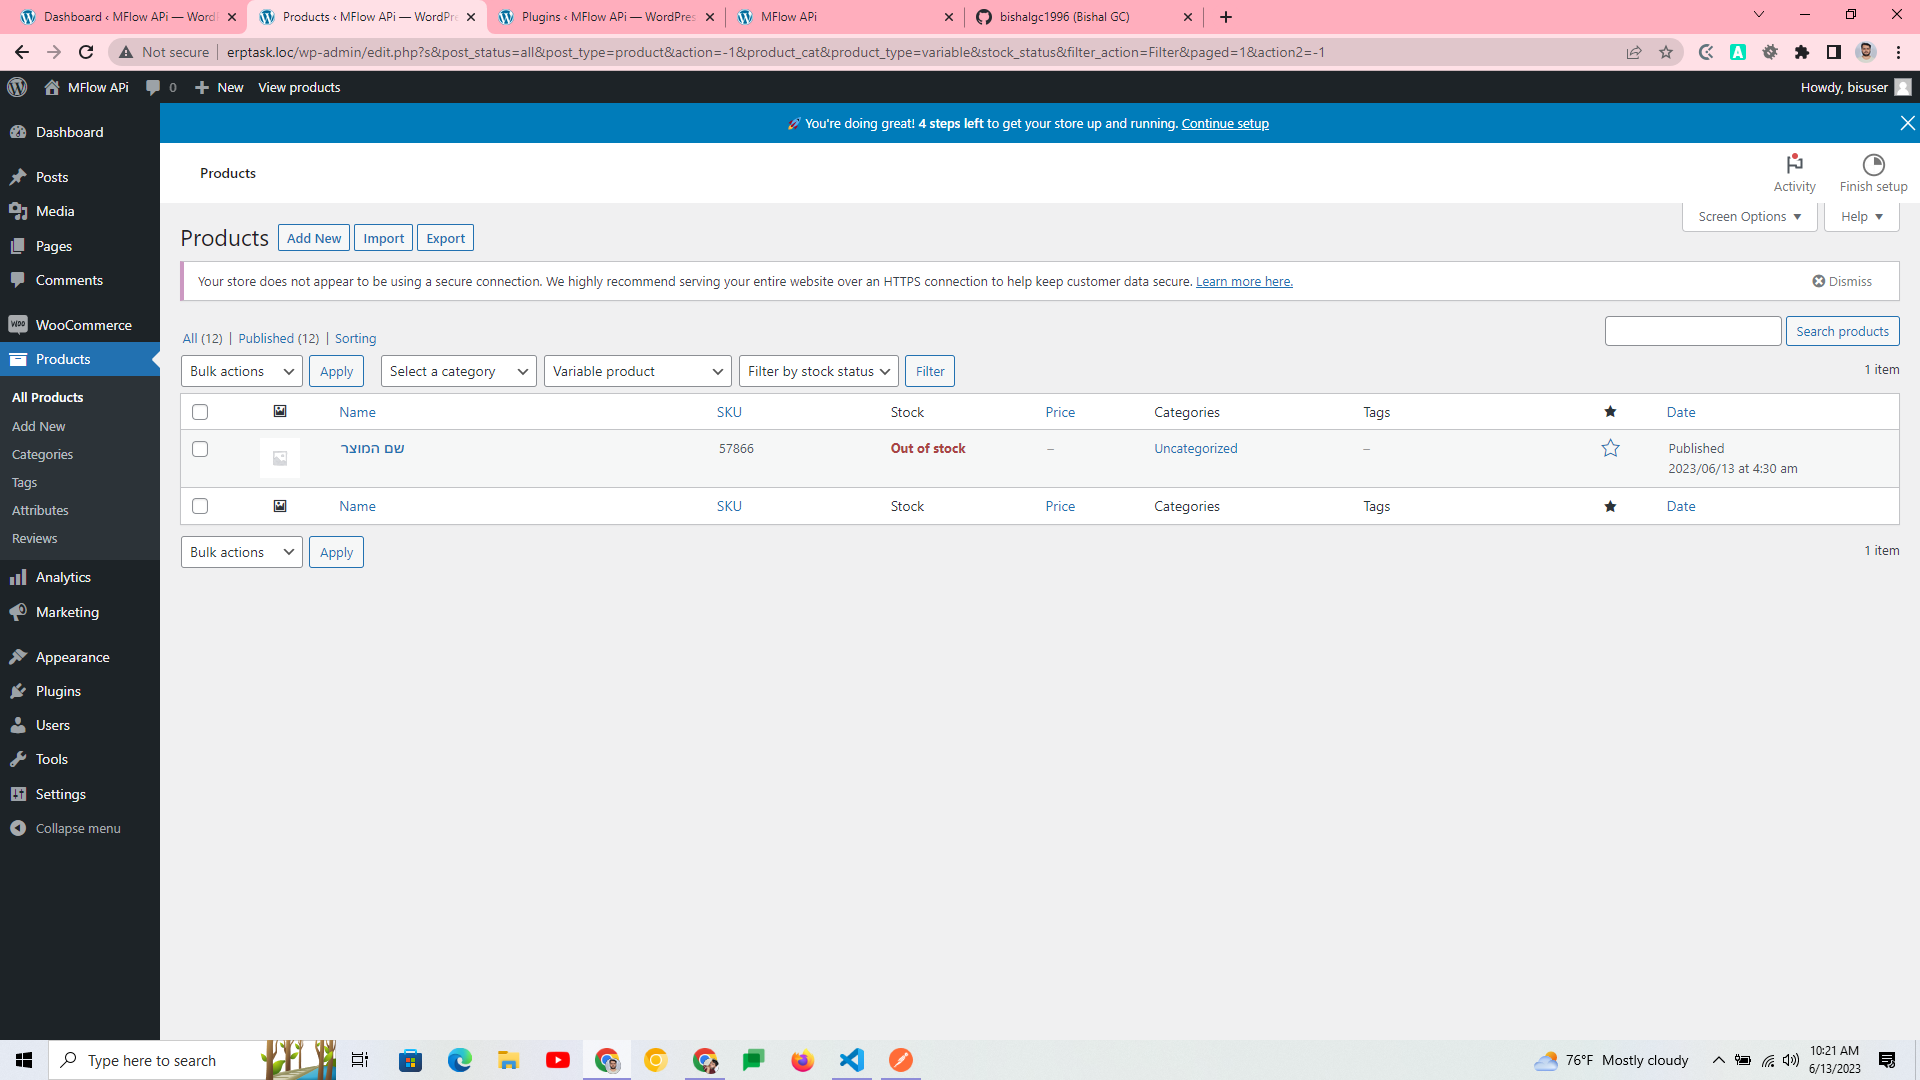 Dashboard ‹ MFlow APi — WordP
Products ‹ MFlow APi — WordPre
Plugins ‹ MFlow APi — WordPres
MFlow APi
bishalgc1996 (Bishal GC)
Not secure
erptask.loc/wp-admin/edit.php?s&post_status=all&post_type=product&action=-1&product_cat&product_type=variable&stock_status&filter_action=Filter&paged=1&action2=-1
MFlow APi
0
New
View products
Howdy, bisuser
You're doing great! 4 steps left to get your store up and running. Continue setup
Dashboard
Posts
Media
Pages
Comments
WooCommerce
Products
All Products
Add New
Categories
Tags
Attributes
Reviews
Analytics
Marketing
Appearance
Plugins
Users
Tools
Settings
Collapse menu
Products
Activity
Finish setup
Screen Options
Help
Products
Add New
Import
Export
Your store does not appear to be using a secure connection. We highly recommend serving your entire website over an HTTPS connection to help keep customer data secure. Learn more here.
Dismiss
All (12) | Published (12) | Sorting
Search products
Bulk actions
Apply
Select a category
Variable product
Filter by stock status
Filter
1 item
Name SKU Stock Price Categories Tags Date
שם המוצר 57866 Out of stock – Uncategorized – Published
2023/06/13 at 4:30 am
Name SKU Stock Price Categories Tags Date
Bulk actions
Apply
1 item
Type here to search
76°F Mostly cloudy
10:21 AM
6/13/2023